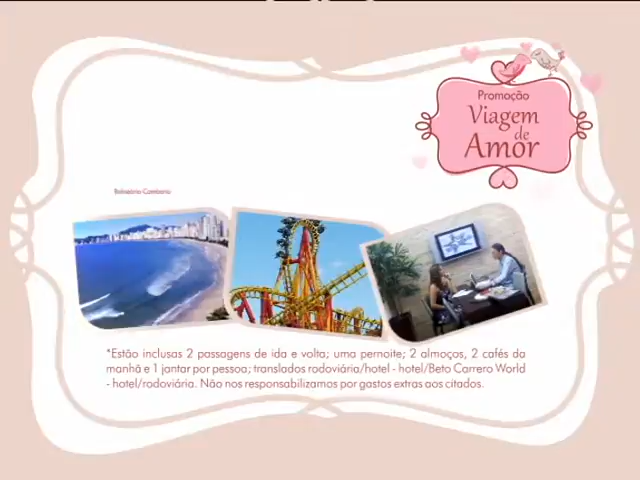 Promoção
Viagem
de
Amor
Balneário Camboriú
*Estão inclusas 2 passagens de ida e volta; uma pernoite; 2 almoços, 2 cafés da
manhã e 1 jantar por pessoa; translados rodoviária/hotel - hotel/Beto Carrero World
- hotel/rodoviária. Não nos responsabilizamos por gastos extras aos citados.